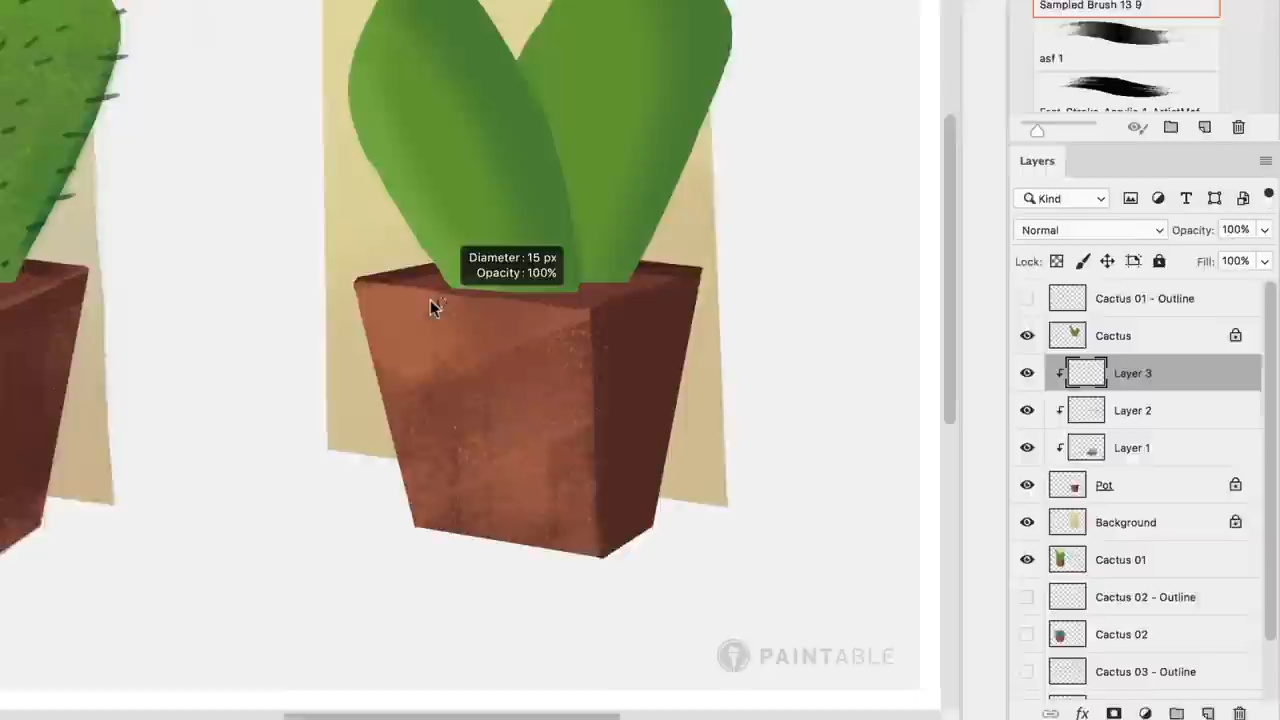 Sampled Brush 13 9
asf 1
Layers
Kind
Normal
Opacity: 100%
Lock:
Fill: 100%
Cactus 01 - Outline
Cactus
Layer 3
Layer 2
Layer 1
Pot
Background
Cactus 01
Cactus 02 - Outline
Cactus 02
Cactus 03 - Outline
fx
Diameter: 15 px
Opacity: 100%
PAINTABLE